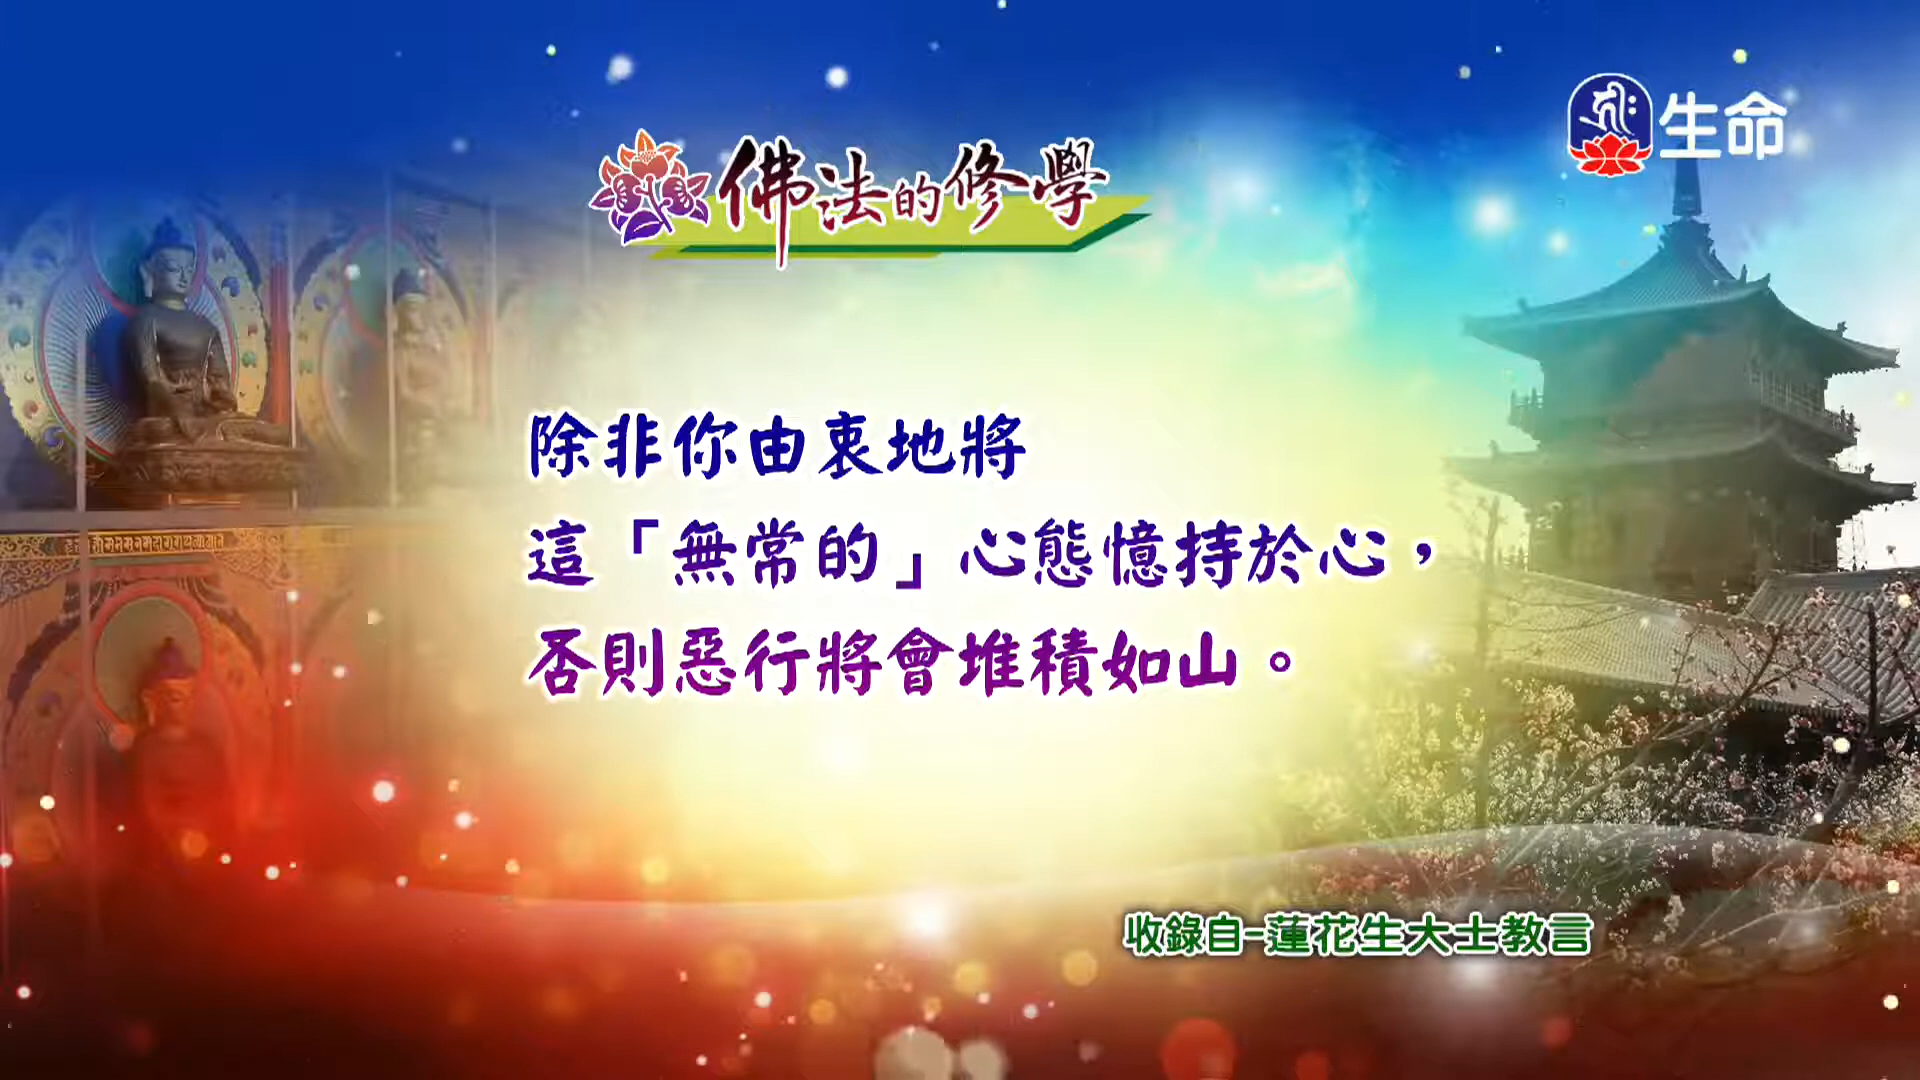 生命
佛法的修學
除非你由衷地將
這「無常的」心態憶持於心，
否則惡行將會堆積如山。
收錄自-蓮花生大士教言